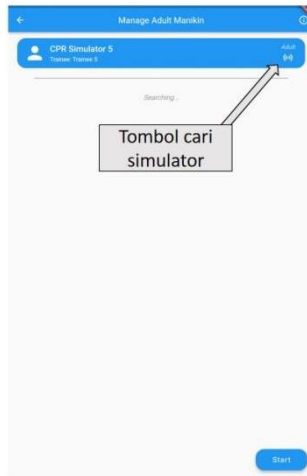 Manage Adult Manikin
CPR Simulator 5
Adult
Trainee: Trainee 5
Searching...
Tombol cari
simulator
Start